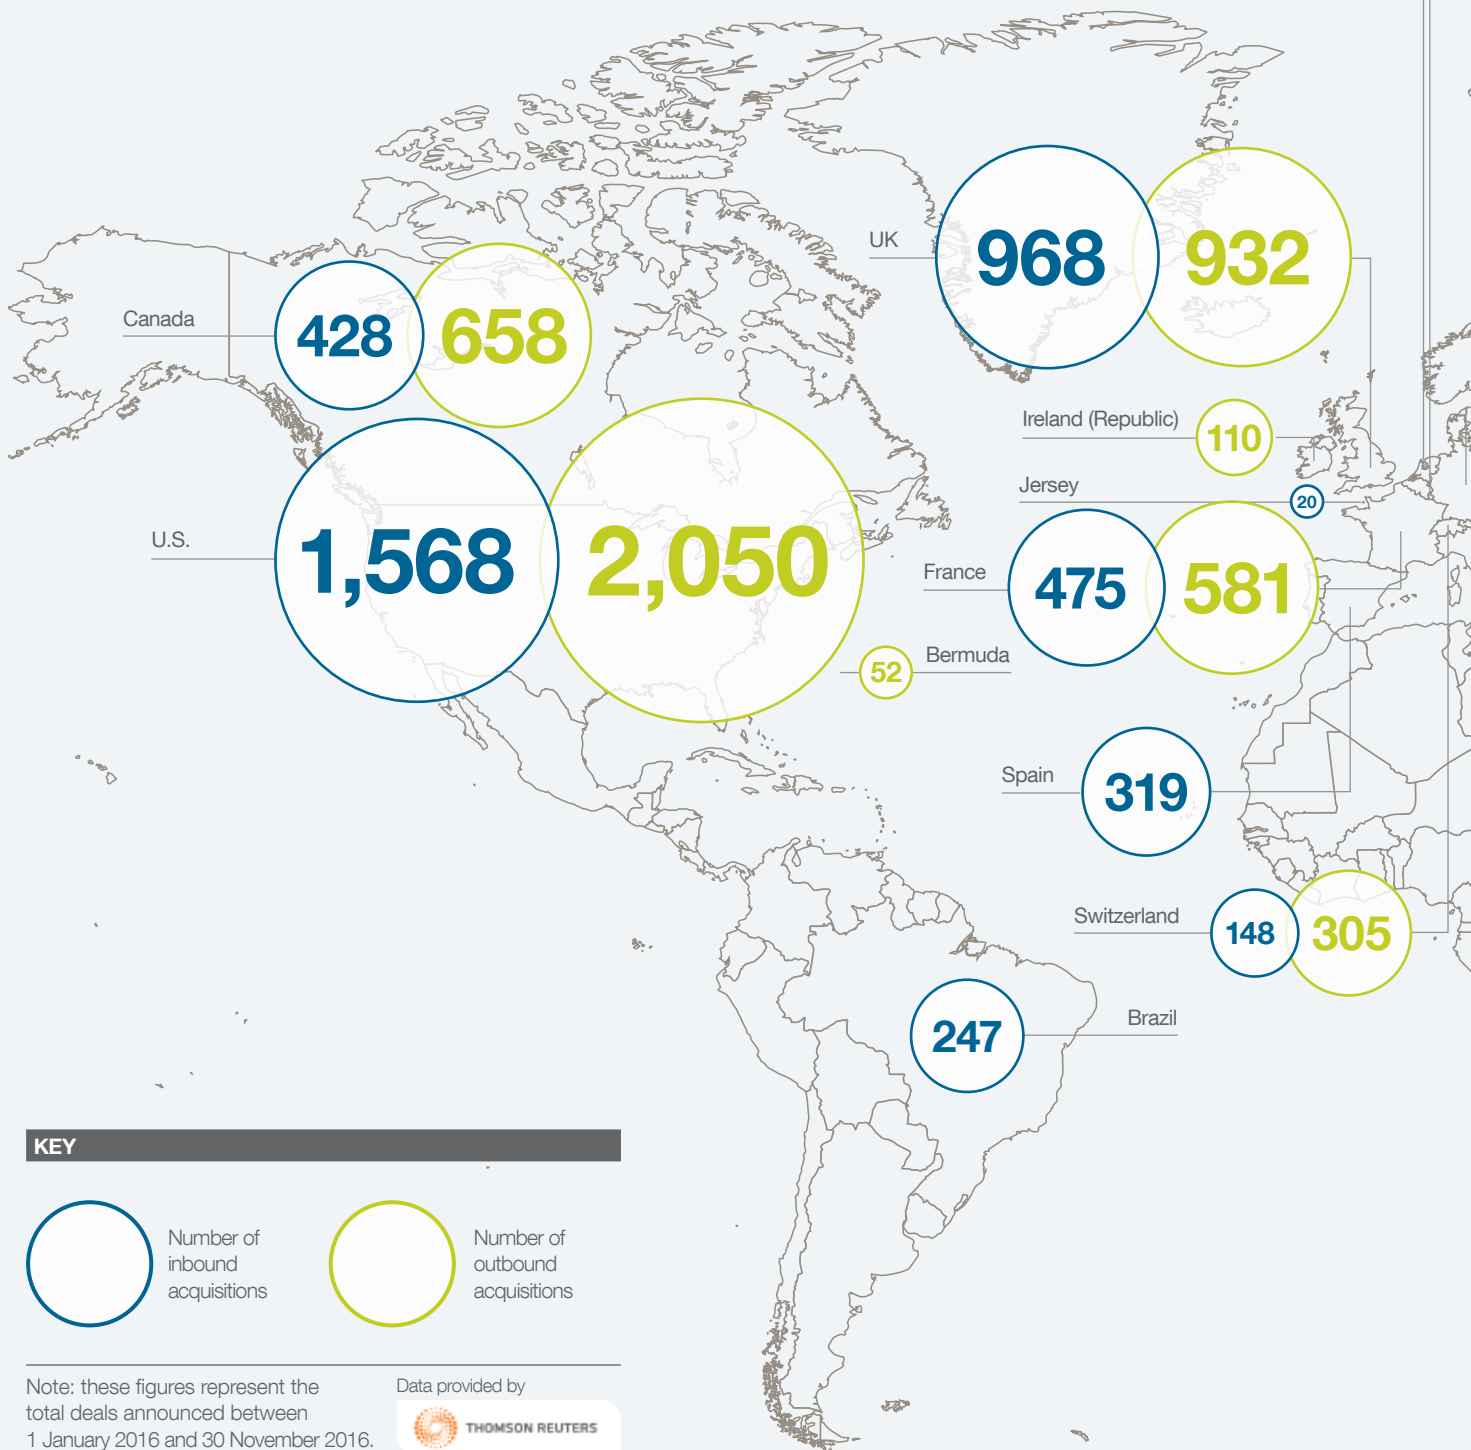 UK
968
932
Canada
428
658
Ireland (Republic)
110
Jersey
20
U.S.
1,568
2,050
France
475
581
Bermuda
52
Spain
319
Switzerland
148
305
Brazil
247
KEY
Number of
inbound
acquisitions
Number of
outbound
acquisitions
Note: these figures represent the
total deals announced between
1 January 2016 and 30 November 2016.
Data provided by
THOMSON REUTERS